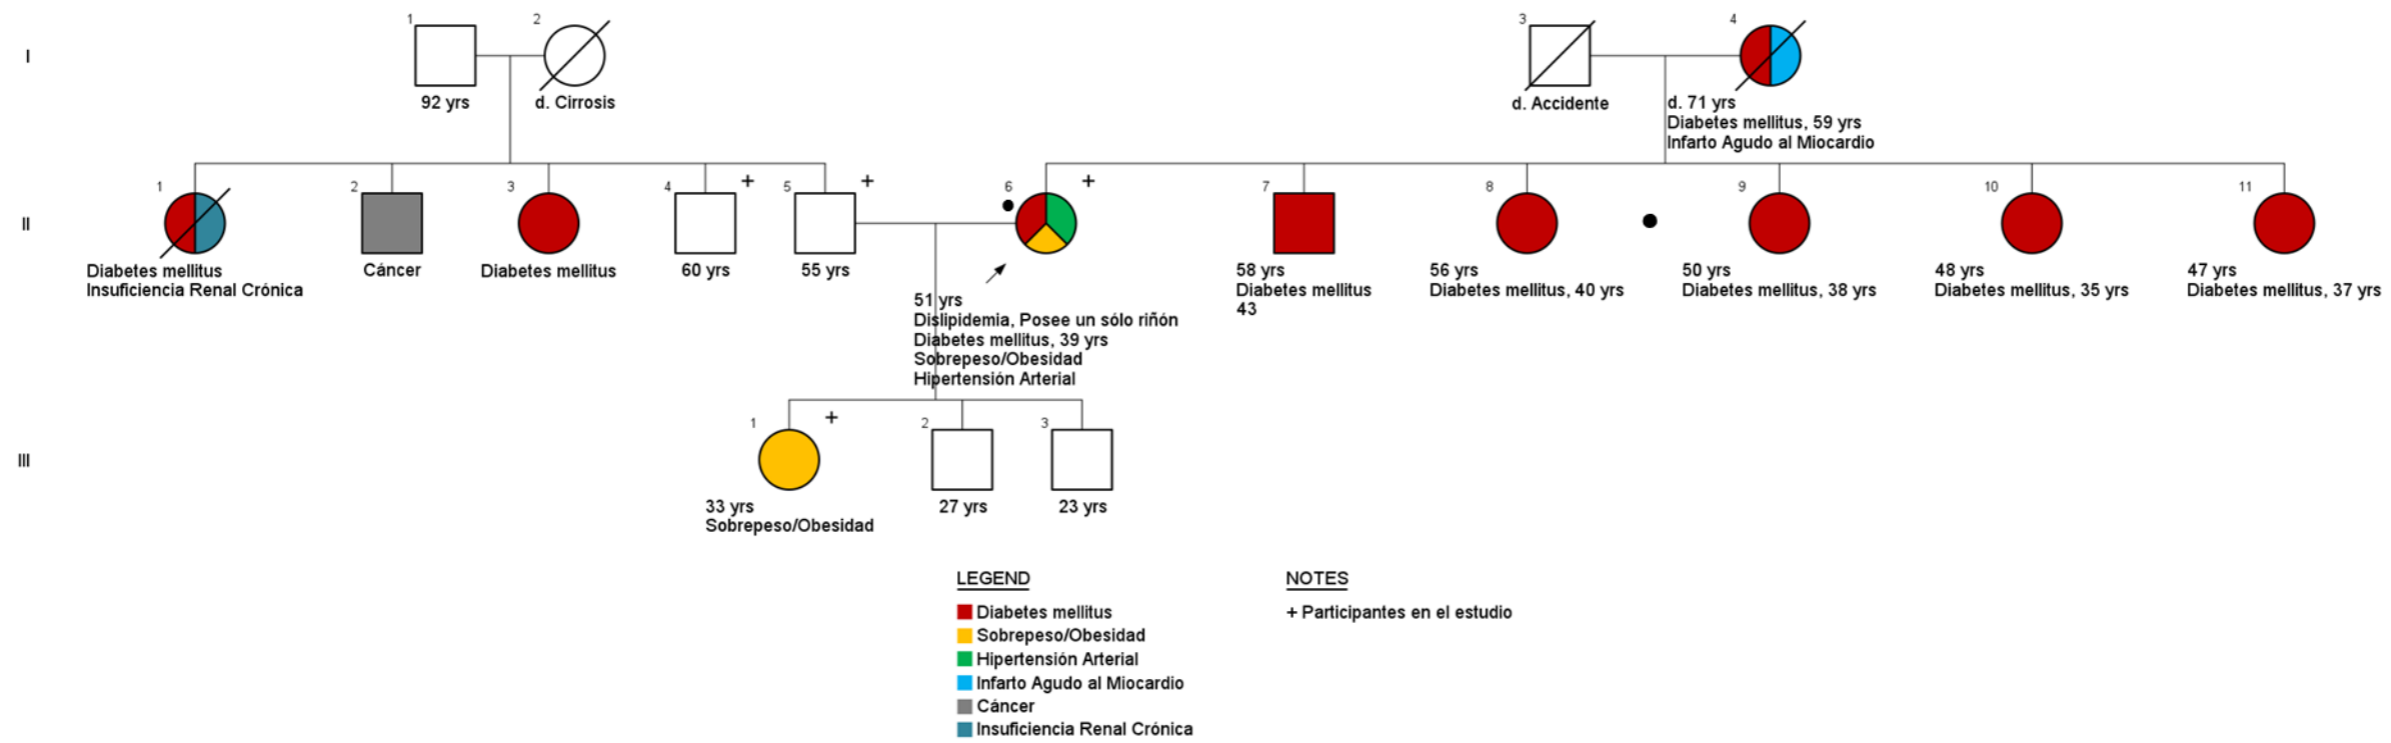 I
1
2
3
4
92 yrs
d. Cirrosis
d. Accidente
d. 71 yrs
Diabetes mellitus, 59 yrs
Infarto Agudo al Miocardio
II
1
2
3
4
+
5
+
6
+
7
8
9
10
11
Diabetes mellitus
Insuficiencia Renal Crónica
Cáncer
Diabetes mellitus
60 yrs
55 yrs
51 yrs
Dislipidemia, Posee un sólo riñón
Diabetes mellitus, 39 yrs
Sobrepeso/Obesidad
Hipertensión Arterial
58 yrs
Diabetes mellitus
43
56 yrs
Diabetes mellitus, 40 yrs
50 yrs
Diabetes mellitus, 38 yrs
48 yrs
Diabetes mellitus, 35 yrs
47 yrs
Diabetes mellitus, 37 yrs
III
1
+
2
3
33 yrs
Sobrepeso/Obesidad
27 yrs
23 yrs
LEGEND
Diabetes mellitus
Sobrepeso/Obesidad
Hipertensión Arterial
Infarto Agudo al Miocardio
Cáncer
Insuficiencia Renal Crónica
NOTES
+ Participantes en el estudio